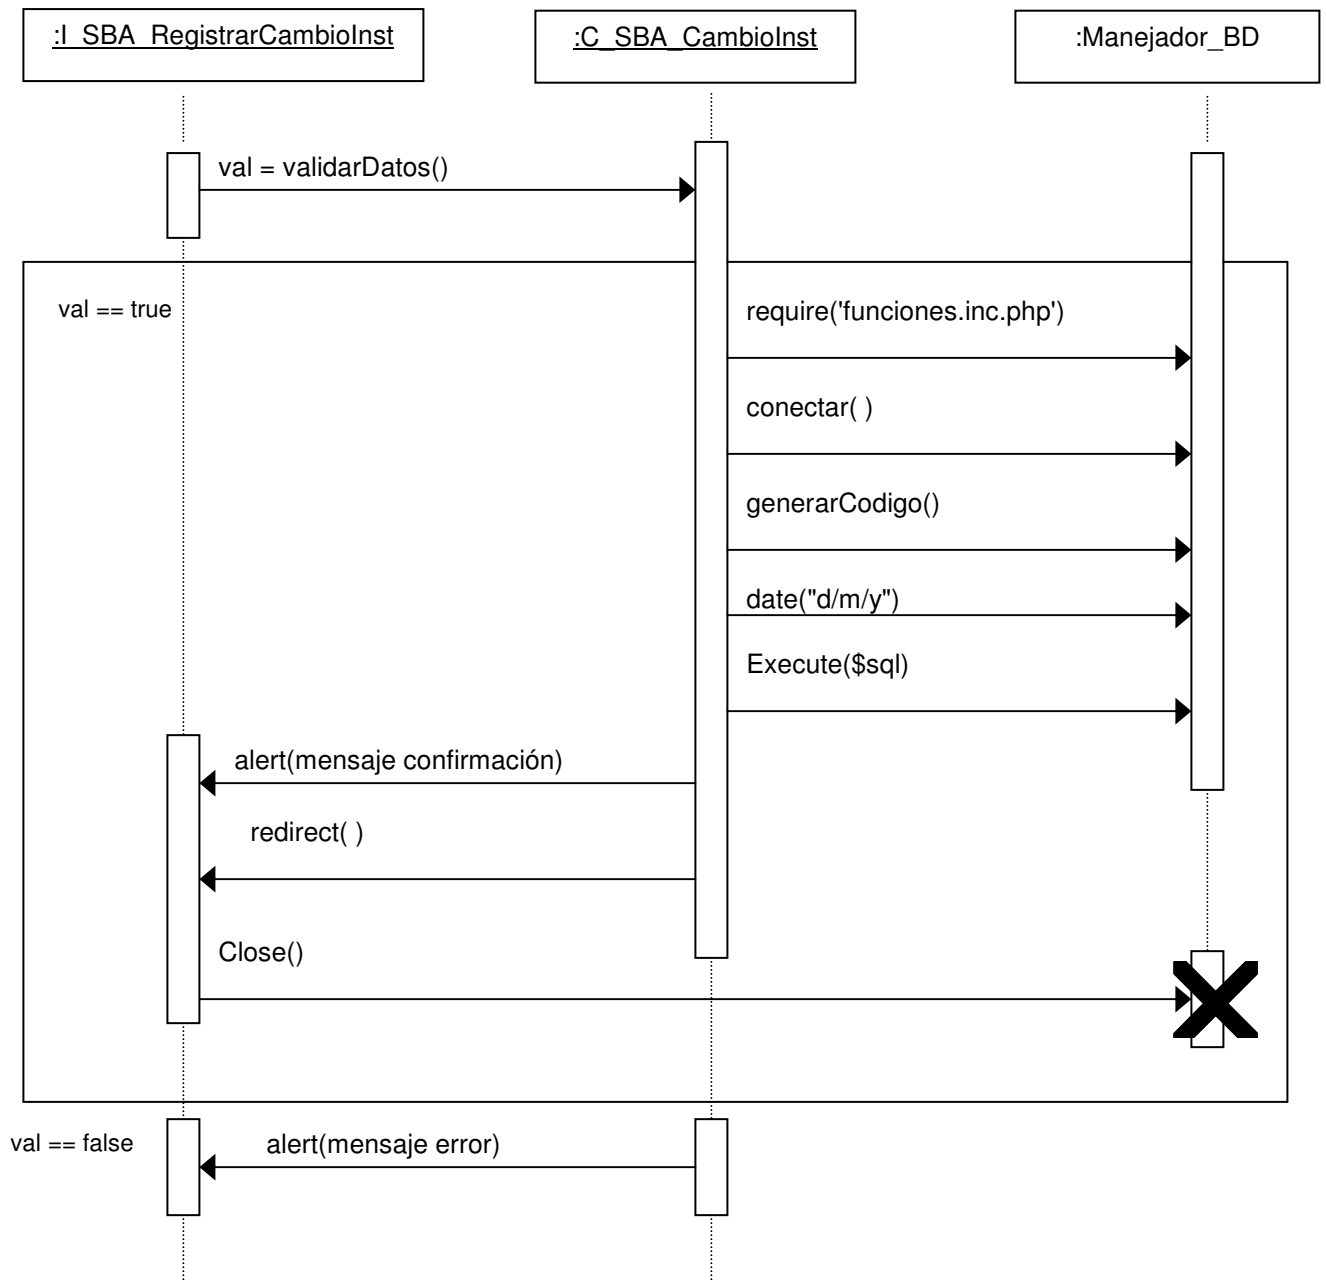 :I_SBA_RegistrarCambioInst
:C_SBA_CambioInst
:Manejador_BD
val = validarDatos()
val == true
require('funciones.inc.php')
conectar( )
generarCodigo()
date("d/m/y")
Execute($sql)
alert(mensaje confirmación)
redirect( )
Close()
val == false
alert(mensaje error)